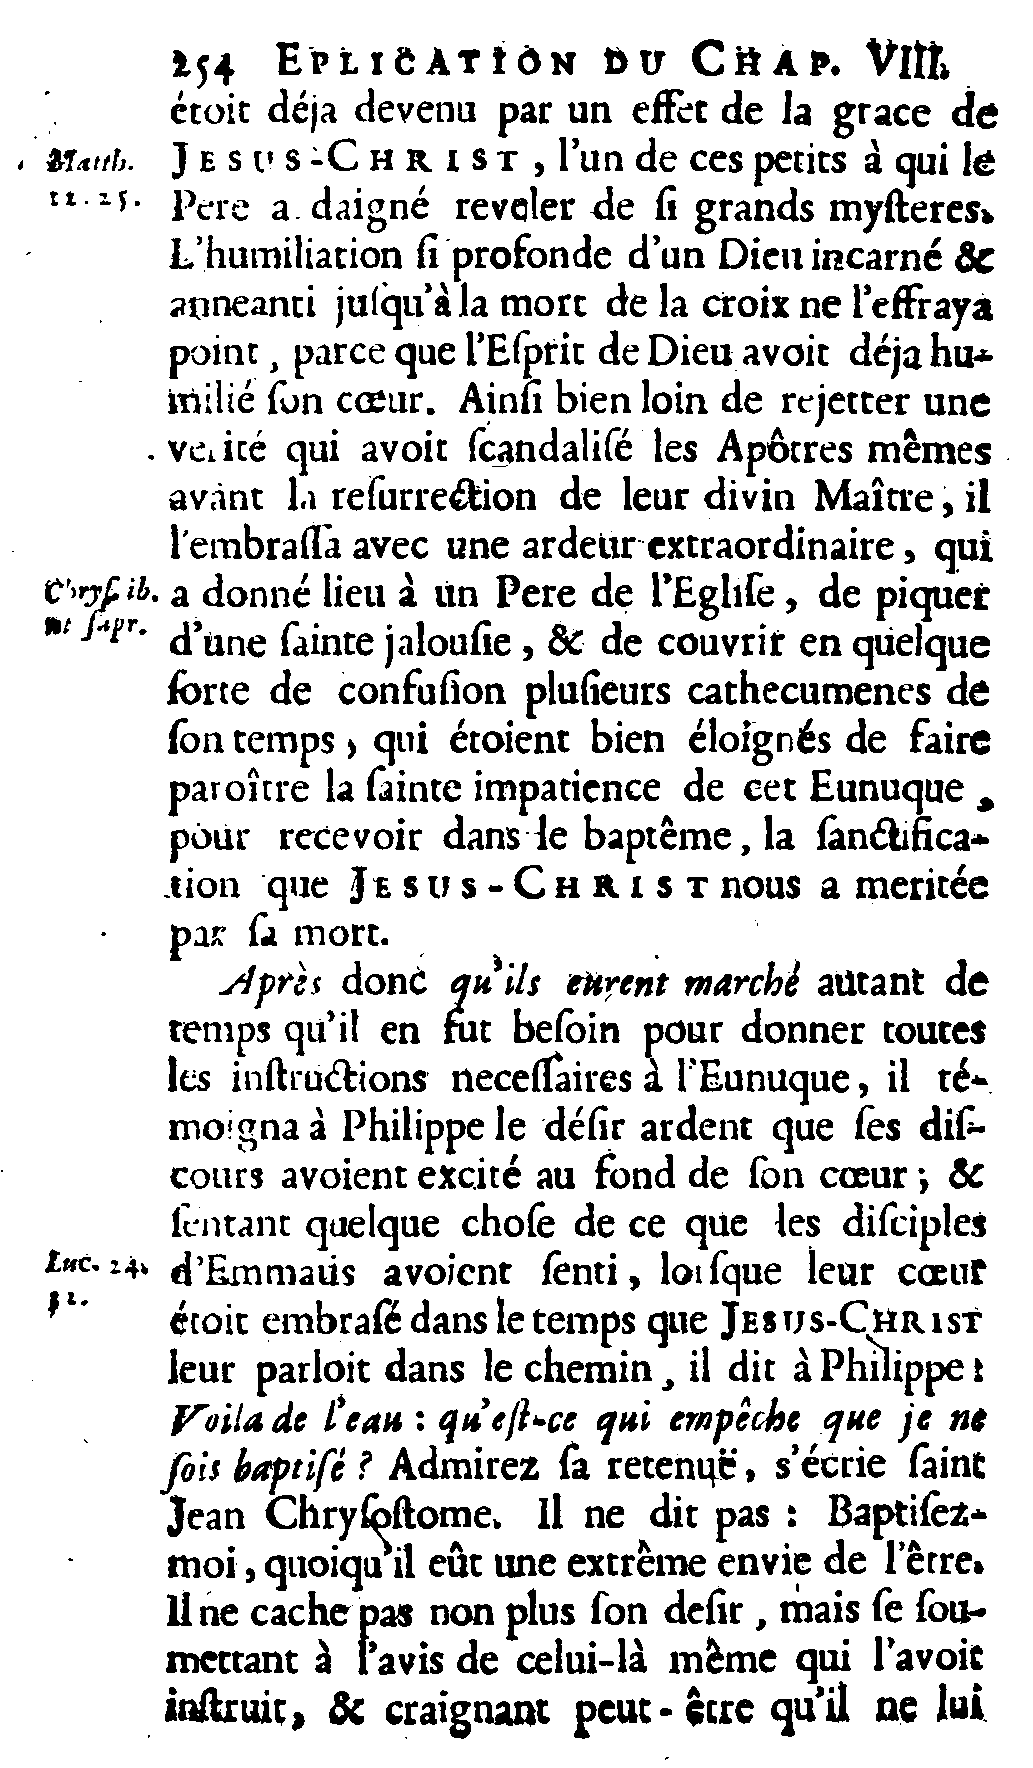 254 EPLICATION DU CHAP. VIII.
étoit déja devenu par un effet de la grace de
Matth. JESUS-CHRIST, l'un de ces petits à qui le
11.25. Pere a daigné reveler de ſi grands myſteres.
L'humiliation ſi profonde d'un Dieu incarné &
anneanti juſqu'à la mort de la croix ne l'effraya
point, parce que l'Eſprit de Dieu avoit déja hu-
milié ſon cœur. Ainſi bien loin de rejetter une
verité qui avoit ſcandaliſé les Apôtres mêmes
avant la reſurrection de leur divin Maître, il
l'embraſſa avec une ardeur extraordinaire, qui
Chryſ. ib. a donné lieu à un Pere de l'Egliſe, de piquer
ut ſupr. d'une ſainte jalouſie, & de couvrir en quelque
ſorte de confuſion pluſieurs cathecumenes de
ſon temps, qui étoient bien éloignés de faire
paroître la ſainte impatience de cet Eunuque,
pour recevoir dans le baptême, la ſanctifica-
tion que JESUS-CHRIST nous a meritée
par ſa mort.
Après donc qu'ils eurent marché autant de
temps qu'il en fut beſoin pour donner toutes
les inſtructions neceſſaires à l'Eunuque, il té-
moigna à Philippe le déſir ardent que ſes diſ-
cours avoient excité au fond de ſon cœur; &
ſentant quelque choſe de ce que les diſciples
Luc. 24. d'Emmaüs avoient ſenti, lorſque leur cœur
32. étoit embraſé dans le temps que JESUS-CHRIST
leur parloit dans le chemin, il dit à Philippe:
Voila de l'eau: qu'eſt-ce qui empêche que je ne
ſois baptiſé? Admirez ſa retenuë, s'écrie ſaint
Jean Chryſoſtome. Il ne dit pas: Baptiſez-
moi, quoiqu'il eût une extrême envie de l'être.
Il ne cache pas non plus ſon deſir, mais ſe ſou-
mettant à l'avis de celui-là même qui l'avoit
inſtruit, & craignant peut-être qu'il ne lui